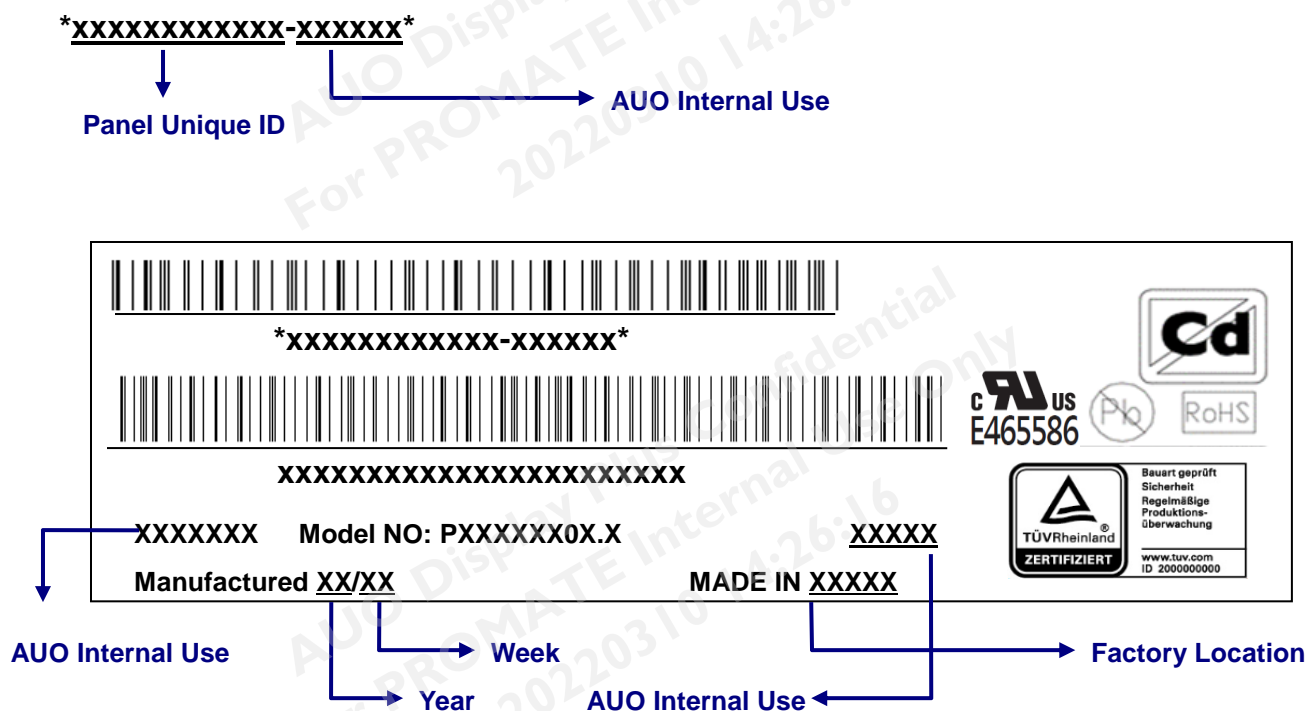 *xxxxxxxxxxxx-xxxxxx*
AUO Internal Use
Panel Unique ID
*xxxxxxxxxxxx-xxxxxx*
xxxxxxxxxxxxxxxxxxxxxxx
XXXXXXX Model NO: PXXXXXX0X.X XXXXX
Manufactured XX/XX MADE IN XXXXX
Cd
c RU US
E465586
Pb
RoHS
TÜVRheinland®
ZERTIFIZIERT
Bauart geprüft
Sicherheit
Regelmäßige
Produktions-
überwachung
www.tuv.com
ID 2000000000
AUO Internal Use
Week
Factory Location
Year
AUO Internal Use
AUO Display Plus Confidential
For PROMATE Internal Use Only
20220310 14:26:16